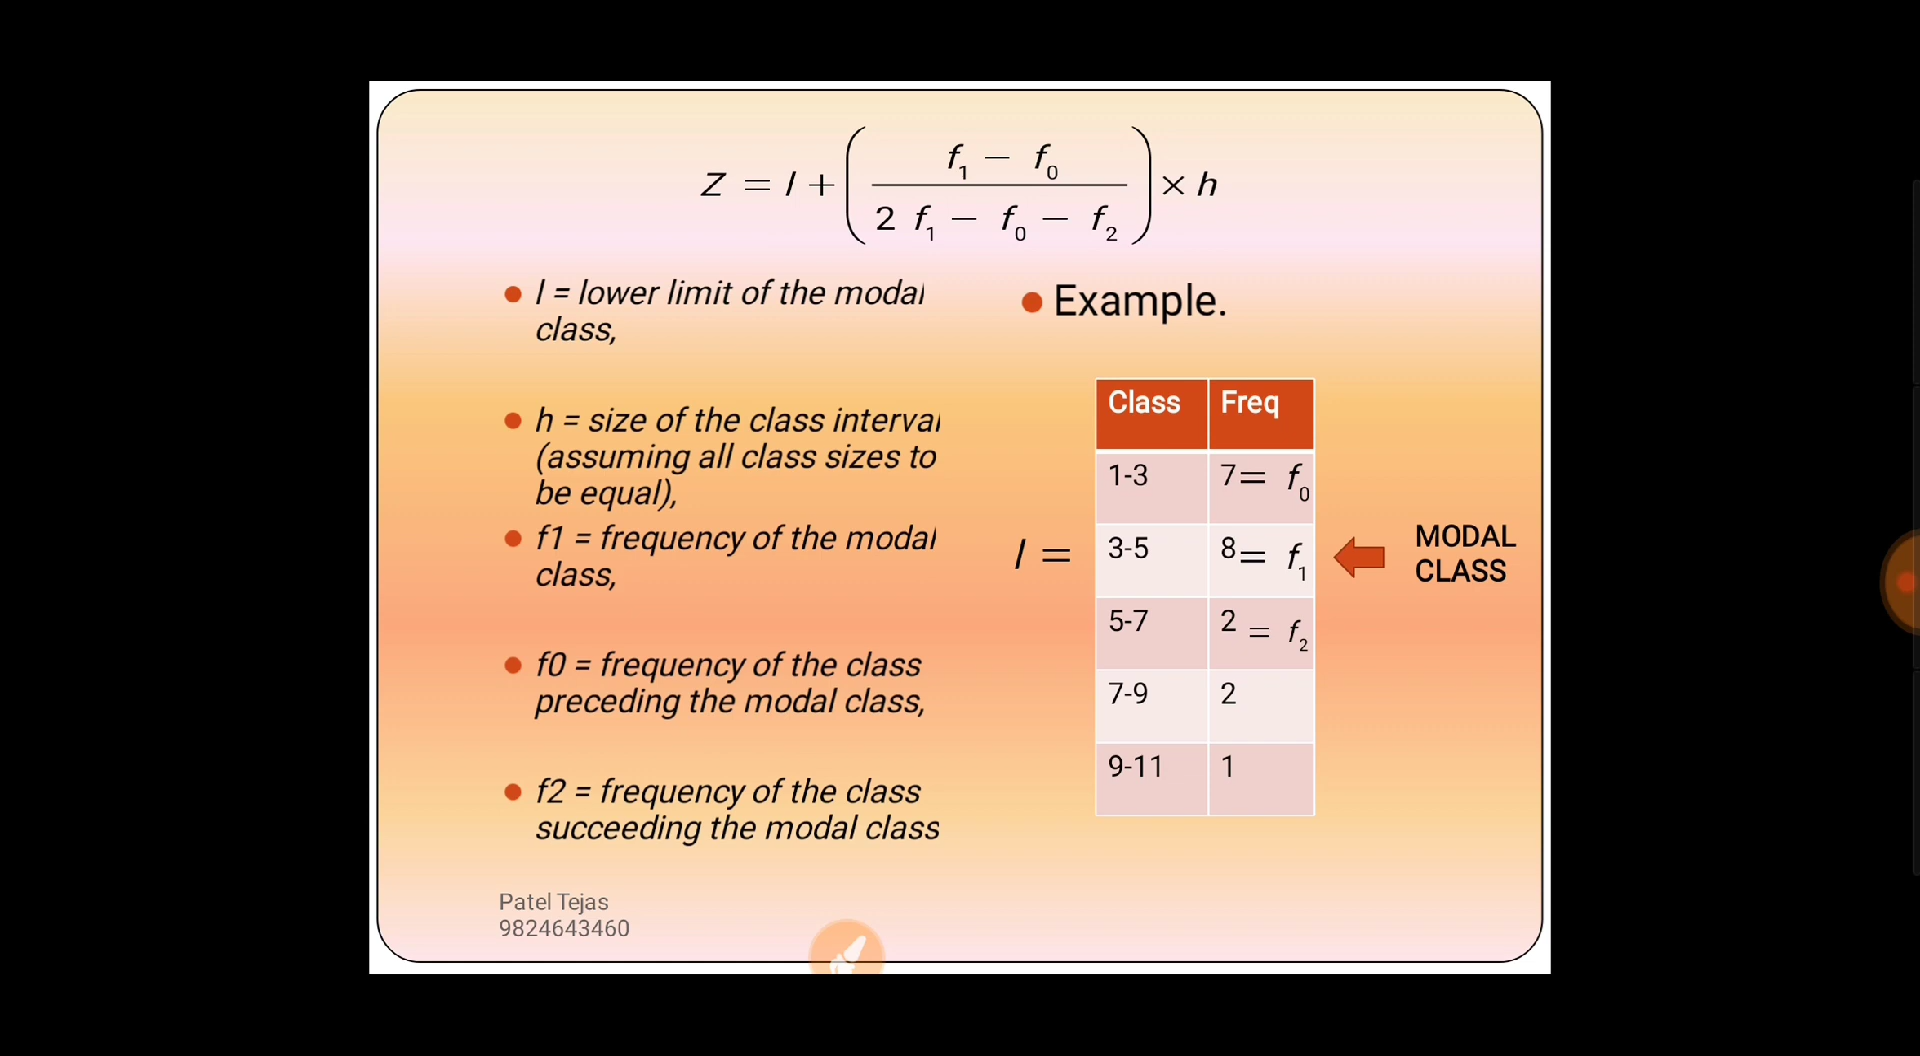 Z = l + ( f1 − f0 / 2 f1 − f0 − f2 ) × h
l = lower limit of the modal
class,
h = size of the class interval
(assuming all class sizes to
be equal),
f1 = frequency of the modal
class,
f0 = frequency of the class
preceding the modal class,
f2 = frequency of the class
succeeding the modal class
Example.
Class Freq
1-3 7 = f0
l = 3-5 8 = f1
5-7 2 = f2
7-9 2
9-11 1
MODAL
CLASS
Patel Tejas
9824643460